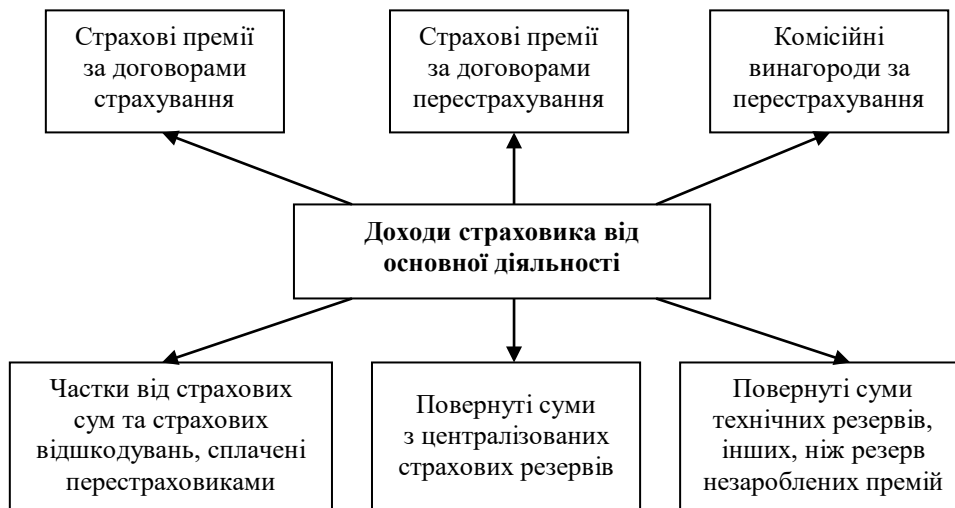 Страхові премії
за договорами
страхування
Страхові премії
за договорами
перестрахування
Комісійні
винагороди за
перестрахування
Доходи страховика від
основної діяльності
Частки від страхових
сум та страхових
відшкодувань, сплачені
перестраховиками
Повернуті суми
з централізованих
страхових резервів
Повернуті суми
технічних резервів,
інших, ніж резерв
незароблених премій